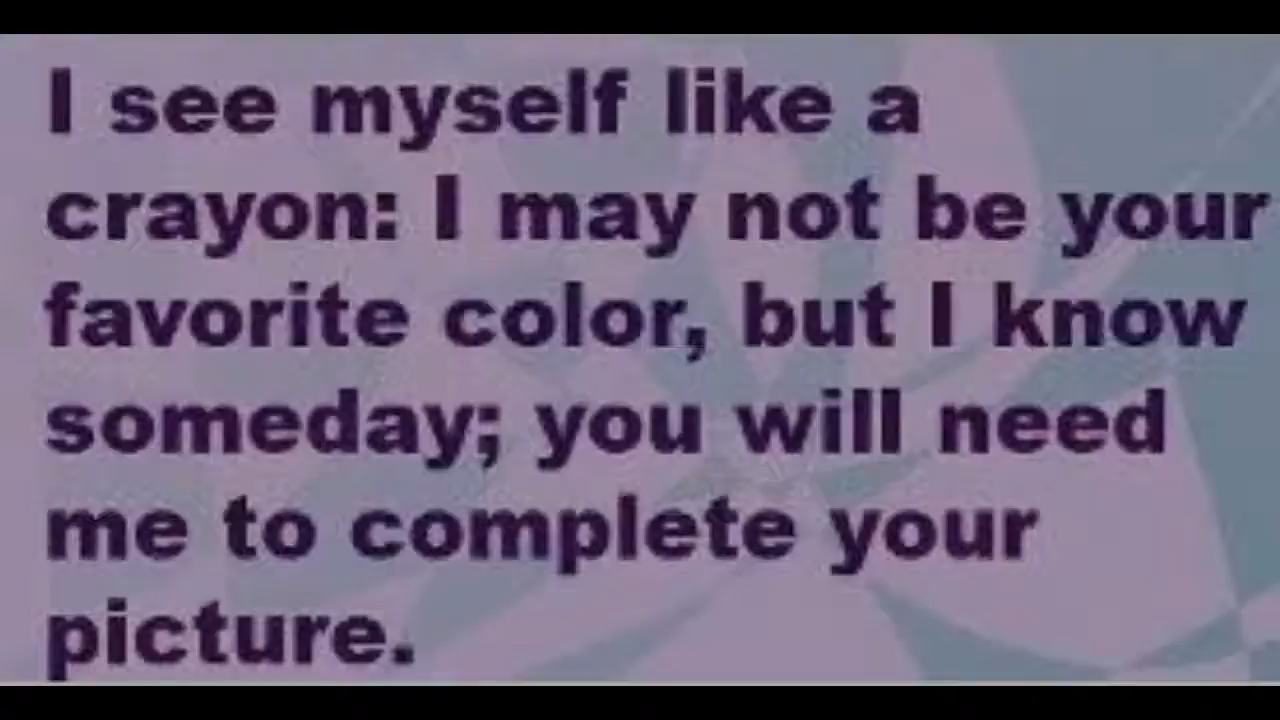 I see myself like a
crayon: I may not be your
favorite color, but I know
someday; you will need
me to complete your
picture.